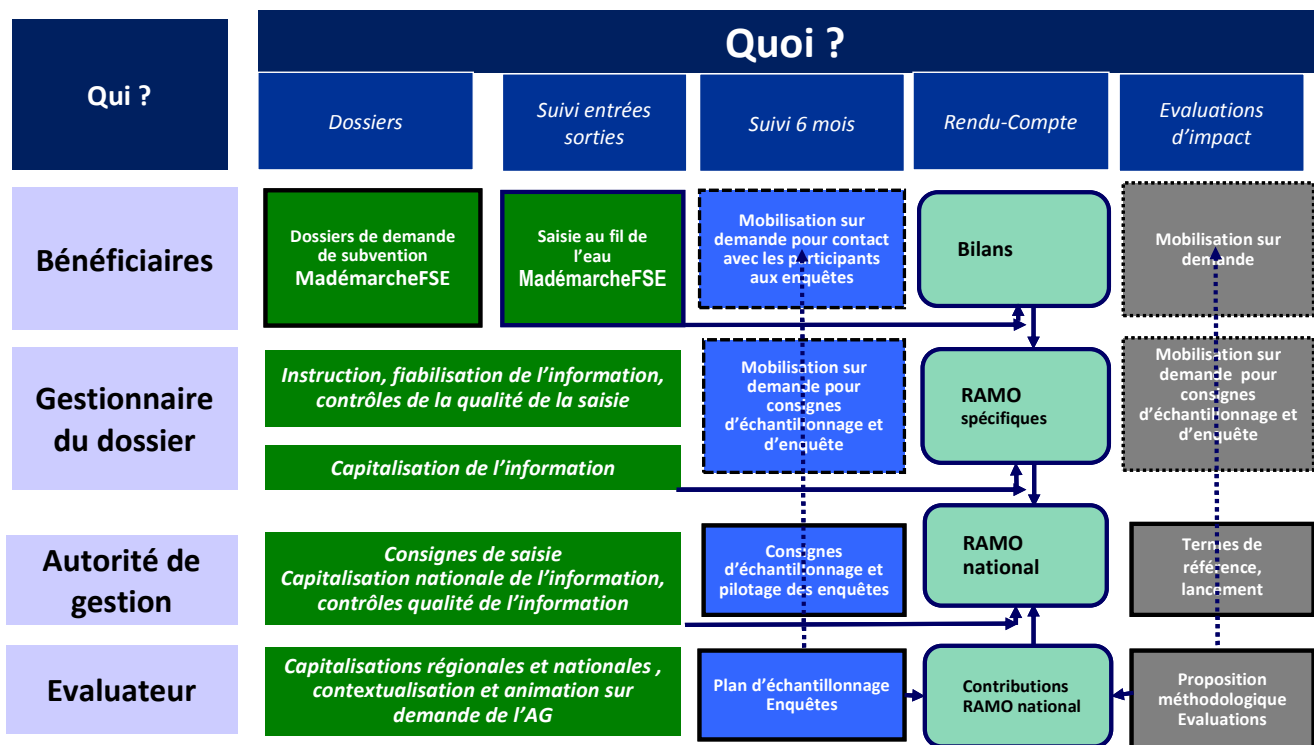 Qui ?
Quoi ?
Dossiers
Suivi entrées
sorties
Suivi 6 mois
Rendu-Compte
Evaluations
d'impact
Bénéficiaires
Dossiers de demande
de subvention
MadémarcheFSE
Saisie au fil de
l'eau
MadémarcheFSE
Mobilisation sur
demande pour contact
avec les participants
aux enquêtes
Bilans
Mobilisation sur
demande
Gestionnaire
du dossier
Instruction, fiabilisation de l'information,
contrôles de la qualité de la saisie
Capitalisation de l'information
Mobilisation sur
demande pour
consignes
d'échantillonnage et
d'enquête
RAMO
spécifiques
Mobilisation sur
demande pour
consignes
d'échantillonnage et
d'enquête
Autorité de
gestion
Consignes de saisie
Capitalisation nationale de l'information,
contrôles qualité de l'information
Consignes
d'échantillonnage et
pilotage des enquêtes
RAMO
national
Termes de
référence,
lancement
Evaluateur
Capitalisations régionales et nationales ,
contextualisation et animation sur
demande de l'AG
Plan d'échantillonnage
Enquêtes
Contributions
RAMO national
Proposition
méthodologique
Evaluations